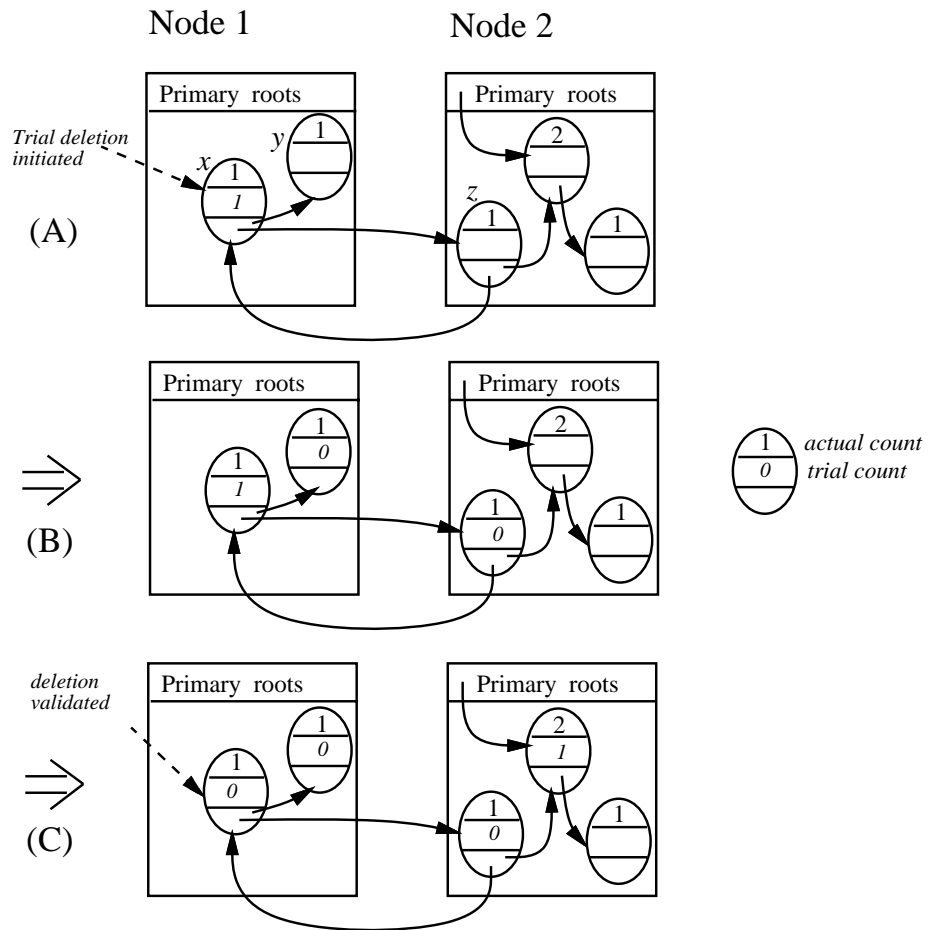 Node 1 Node 2
Primary roots Primary roots
Trial deletion
initiated
x y
1 1 2
1
z
1 1
(A)
Primary roots Primary roots
1 1 2
1 0
1 1
0
(B)
1 actual count
0 trial count
Primary roots Primary roots
deletion
validated
1 1 2
0 0 1
1 1
0
(C)